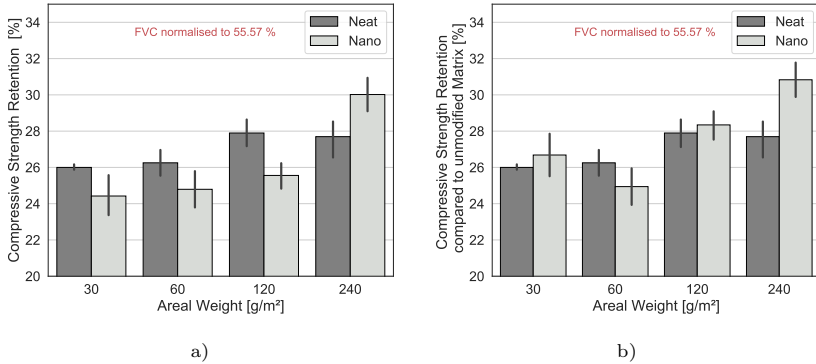 34
32
30
28
26
24
22
20
Compressive Strength Retention [%]
FVC normalised to 55.57 %
Neat
Nano
30
60
120
240
Areal Weight [g/m²]
a)
34
32
30
28
26
24
22
20
Compressive Strength Retention
compared to unmodified Matrix [%]
FVC normalised to 55.57 %
Neat
Nano
30
60
120
240
Areal Weight [g/m²]
b)